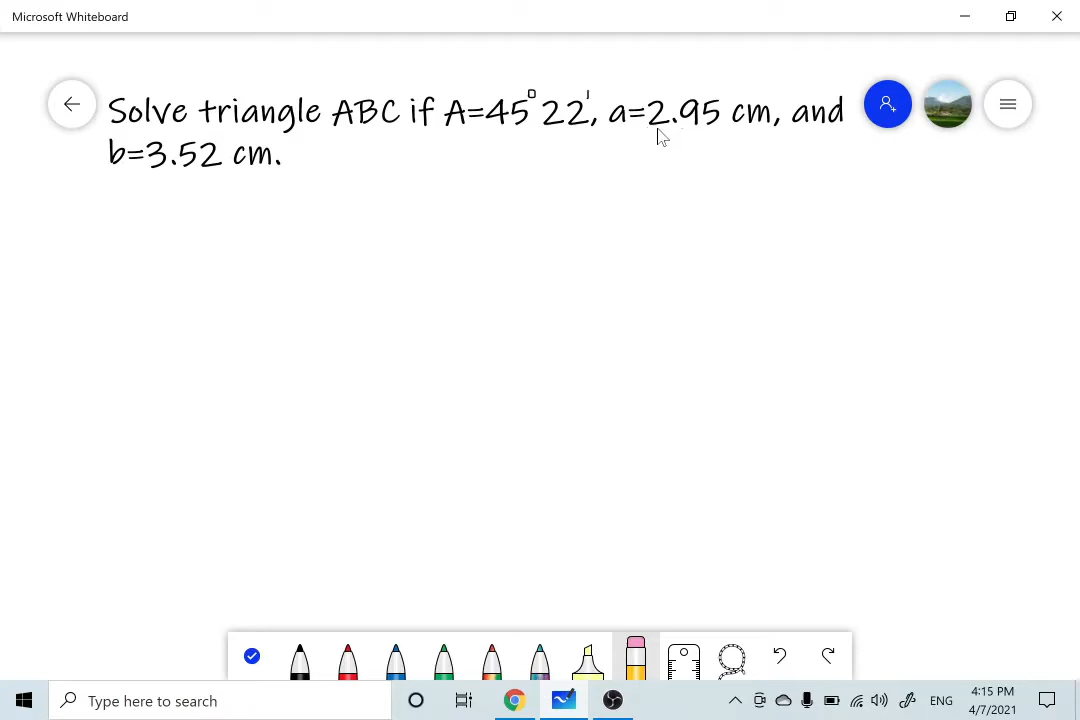 Microsoft Whiteboard
Solve triangle ABC if A=45°22', a=2.95 cm, and
b=3.52 cm.
Type here to search
ENG
4:15 PM
4/7/2021